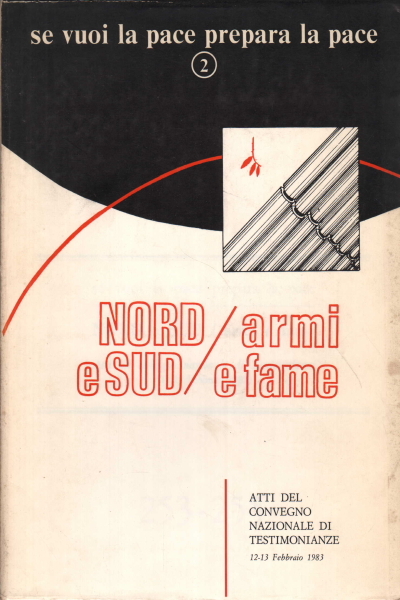 se vuoi la pace prepara la pace
2
NORD/armi
e SUD/e fame
ATTI DEL
CONVEGNO
NAZIONALE DI
TESTIMONIANZE
12-13 Febbraio 1983